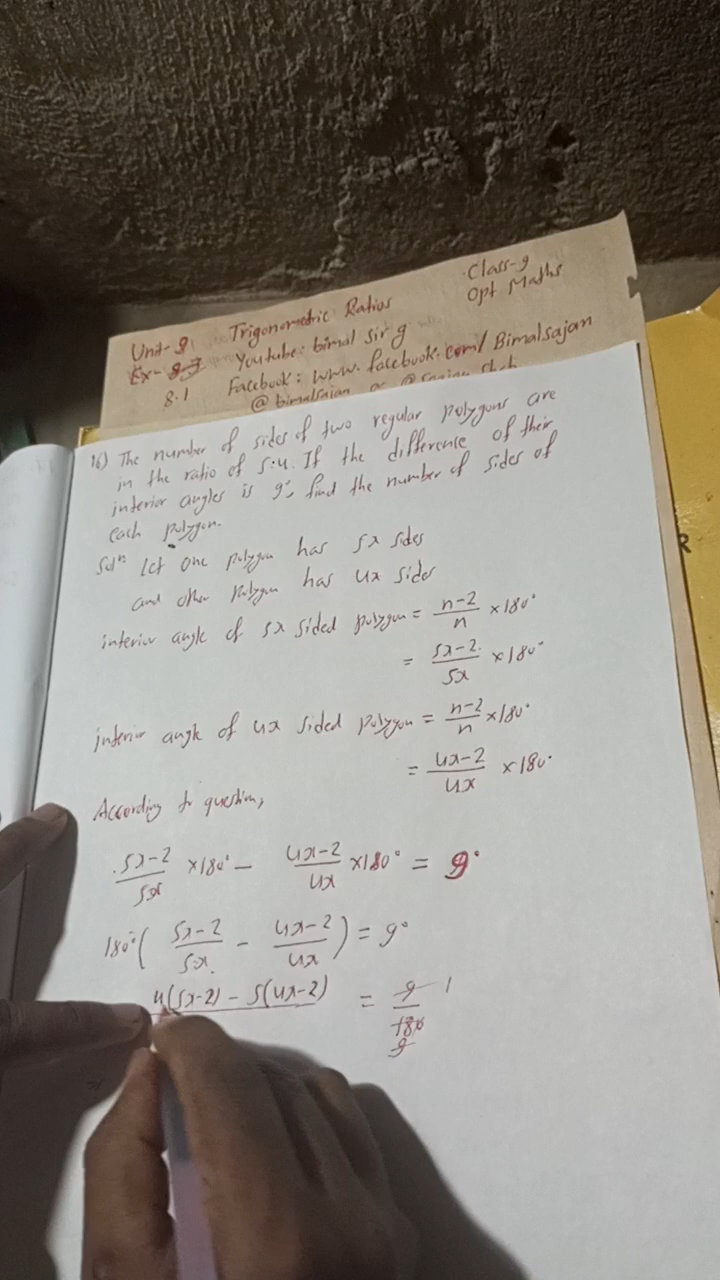 Unit-9 Trigonometric Ratios Class-9
Opt Maths
Ex- 8.1 Youtube: bimal sir g
Facebook: www.facebook.com/Bimalsajan
@ bimalsajan or
16) The number of sides of two regular polygons are
in the ratio of 5:4. If the difference of their
interior angles is 9°, find the number of sides of
each polygon.
Solⁿ let one polygon has 5x sides
and other polygon has 4x sides
interior angle of 5x sided polygon = n-2/n ×180°
= 5x-2/5x ×180°
interior angle of 4x sided polygon = n-2/n ×180°
= 4x-2/4x ×180°
According to question,
5x-2/5x ×180° - 4x-2/4x ×180° = 9°
180° ( 5x-2/5x - 4x-2/4x ) = 9°
4(5x-2) - 5(4x-2) = 9/180 1